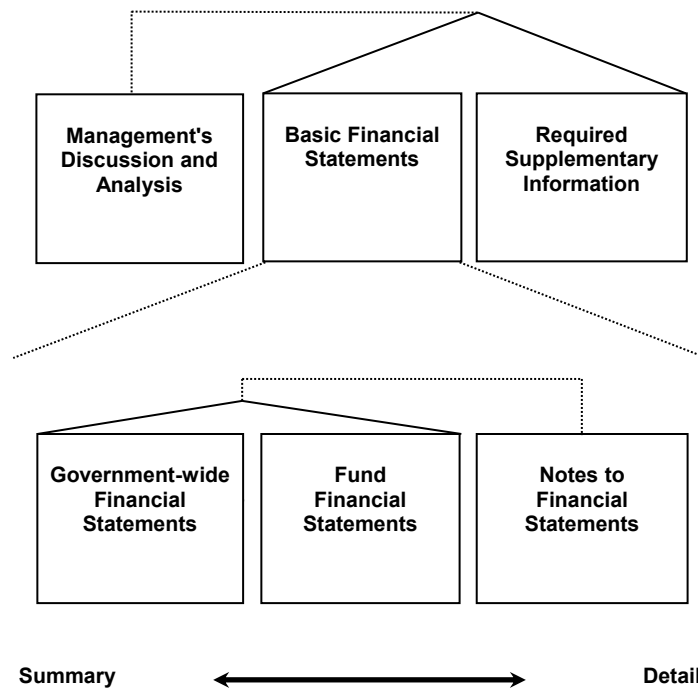 Management's
Discussion and
Analysis
Basic Financial
Statements
Required
Supplementary
Information
Government-wide
Financial
Statements
Fund
Financial
Statements
Notes to
Financial
Statements
Summary
Detail